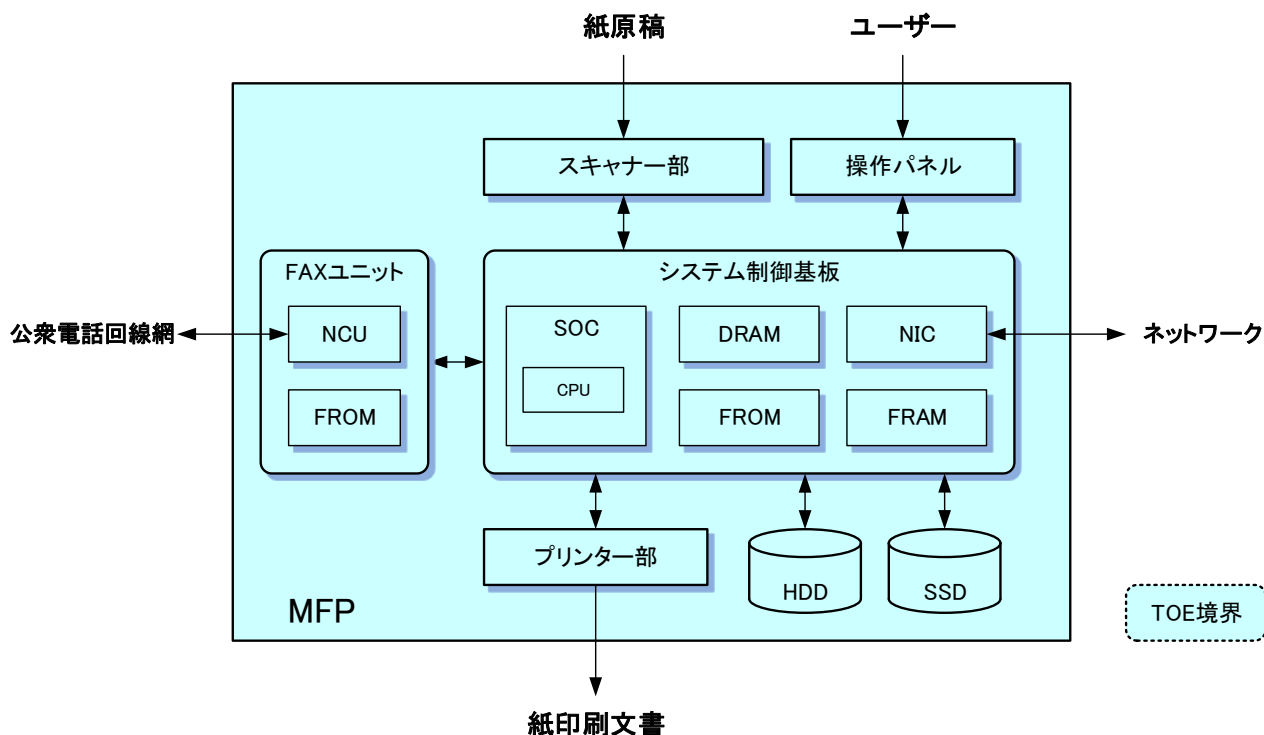 紙原稿
ユーザー
スキャナー部
操作パネル
FAXユニット
システム制御基板
公衆電話回線網
NCU
SOC
DRAM
NIC
ネットワーク
CPU
FROM
FROM
FRAM
プリンター部
HDD
SSD
MFP
TOE境界
紙印刷文書